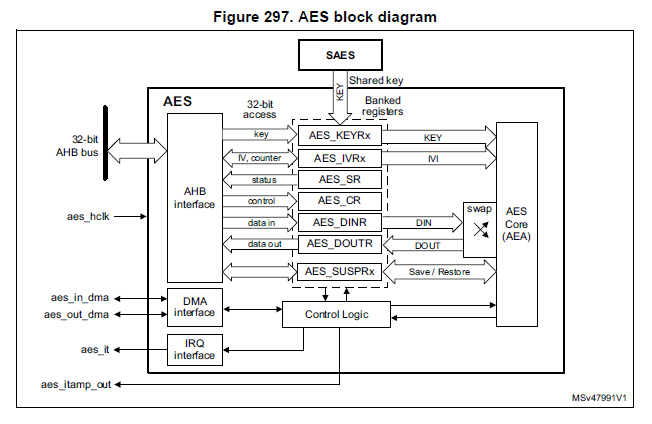 Figure 297. AES block diagram
SAES
Shared key
KEY
AES
32-bit
access
Banked
registers
32-bit
AHB bus
aes_hclk
AHB
interface
key
IV, counter
status
control
data in
data out
AES_KEYRx
AES_IVRx
AES_SR
AES_CR
AES_DINR
AES_DOUTR
AES_SUSPRx
KEY
IVI
DIN
DOUT
Save / Restore
swap
AES
Core
(AEA)
aes_in_dma
aes_out_dma
DMA
interface
Control Logic
aes_it
IRQ
interface
aes_itamp_out
MSv47991V1